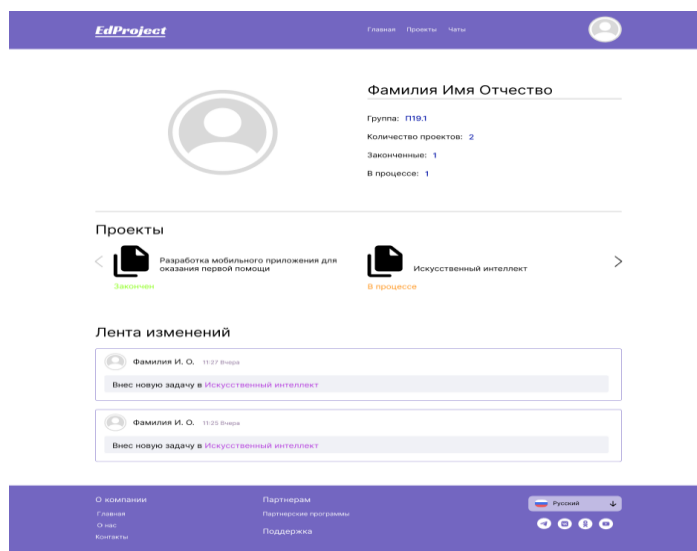 EdProject
Главная Проекты Чаты
Фамилия Имя Отчество
Группа: П19.1
Количество проектов: 2
Законченные: 1
В процессе: 1
Проекты
Разработка мобильного приложения для
оказания первой помощи
Закончен
Искусственный интеллект
В процессе
Лента изменений
Фамилия И. О. 11:27 Вчера
Внес новую задачу в Искусственный интеллект
Фамилия И. О. 11:25 Вчера
Внес новую задачу в Искусственный интеллект
О компании
Главная
О нас
Контакты
Партнерам
Партнерские программы
Поддержка
Русский